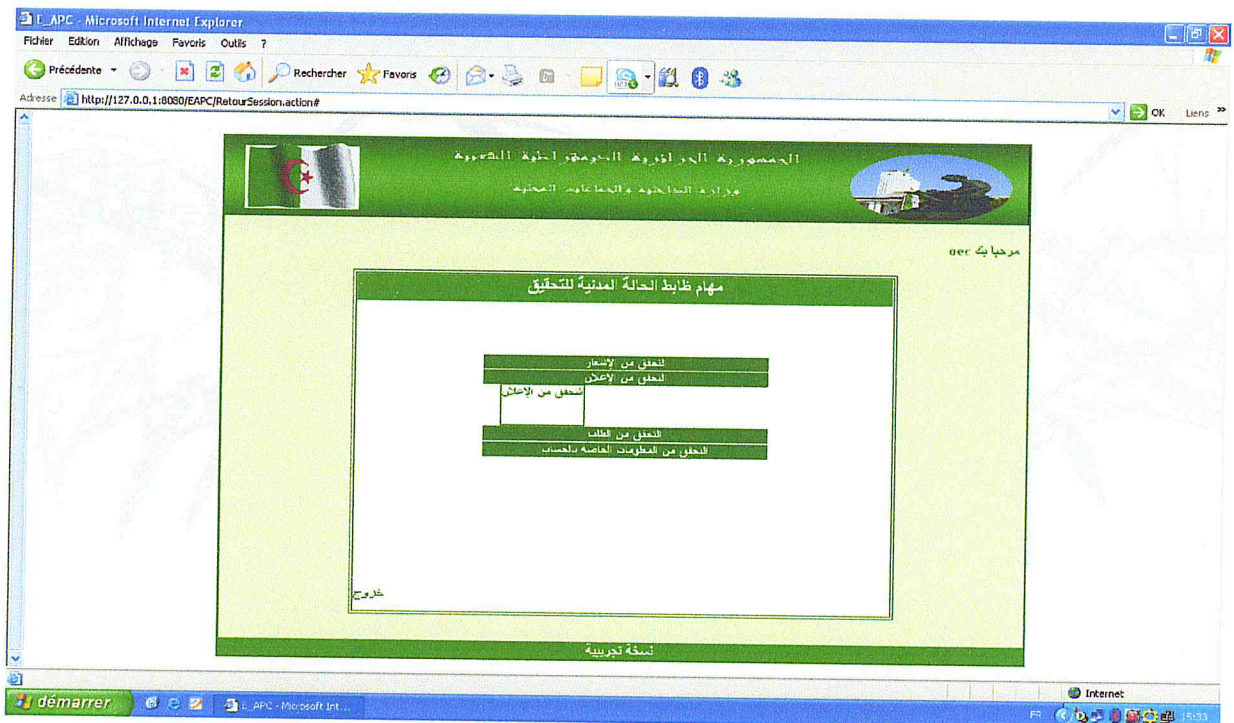 E_APC - Microsoft Internet Explorer
Fichier Edition Affichage Favoris Outils ?
Précédente Rechercher Favoris
Adresse http://127.0.0.1:8080/EAPC/RetourSession.action# OK Liens »
الجمهورية الجزائرية الديمقراطية الشعبية
وزارة الداخلية والجماعات المحلية
مرحبا بك aec
مهام ظابط الحالة المدنية للتحقيق
التحقق من الإشعار
التحقق من الإعلان
التحقق من الإعلان
التحقق من الطلب
التحقق من المعلومات الخاصة بالحساب
خروج
نسخة تجريبية
Internet
démarrer E_APC - Microsoft Int... FR 15:33